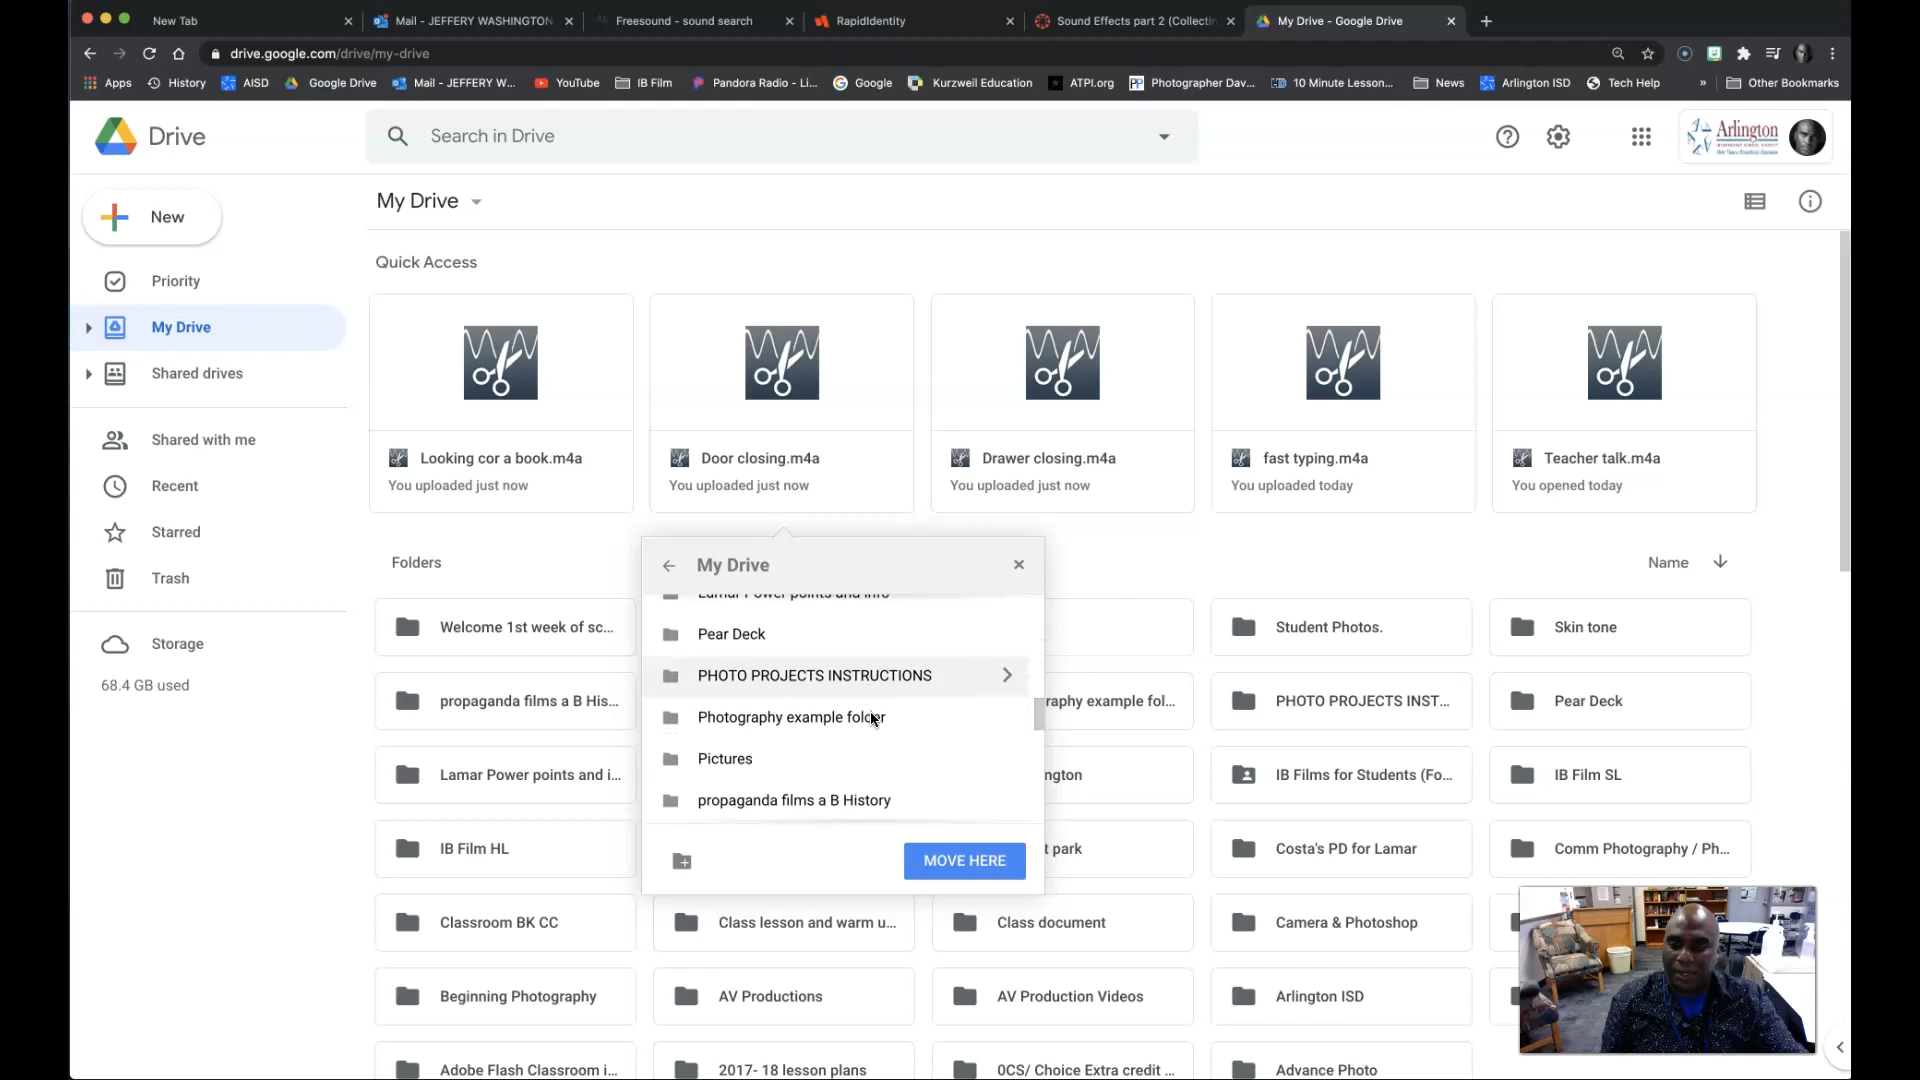 New Tab
Mail - JEFFERY WASHINGTON
Freesound - sound search
RapidIdentity
Sound Effects part 2 (Collectin
My Drive - Google Drive
drive.google.com/drive/my-drive
Apps
History
AISD
Google Drive
Mail - JEFFERY W...
YouTube
IB Film
Pandora Radio - Li...
Google
Kurzweil Education
ATPI.org
Photographer Dav...
10 Minute Lesson...
News
Arlington ISD
Tech Help
»
Other Bookmarks
Drive
Search in Drive
Arlington
New
My Drive
Priority
My Drive
Shared drives
Shared with me
Recent
Starred
Trash
Storage
68.4 GB used
Quick Access
Looking cor a book.m4a
You uploaded just now
Door closing.m4a
You uploaded just now
Drawer closing.m4a
You uploaded just now
fast typing.m4a
You uploaded today
Teacher talk.m4a
You opened today
Folders
Name
My Drive
Lamar Power points and info
Pear Deck
PHOTO PROJECTS INSTRUCTIONS
Photography example folder
Pictures
propaganda films a B History
MOVE HERE
Welcome 1st week of sc...
Student Photos.
Skin tone
propaganda films a B His...
raphy example fol...
PHOTO PROJECTS INST...
Pear Deck
Lamar Power points and i...
ngton
IB Films for Students (Fo...
IB Film SL
IB Film HL
t park
Costa's PD for Lamar
Comm Photography / Ph...
Classroom BK CC
Class lesson and warm u...
Class document
Camera & Photoshop
Beginning Photography
AV Productions
AV Production Videos
Arlington ISD
Adobe Flash Classroom i...
2017- 18 lesson plans
0CS/ Choice Extra credit ...
Advance Photo